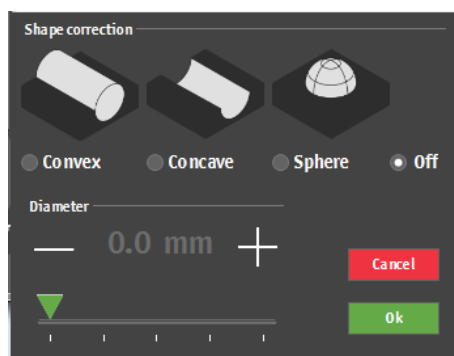 Shape correction
Convex Concave Sphere Off
Diameter
0.0 mm
Cancel
Ok